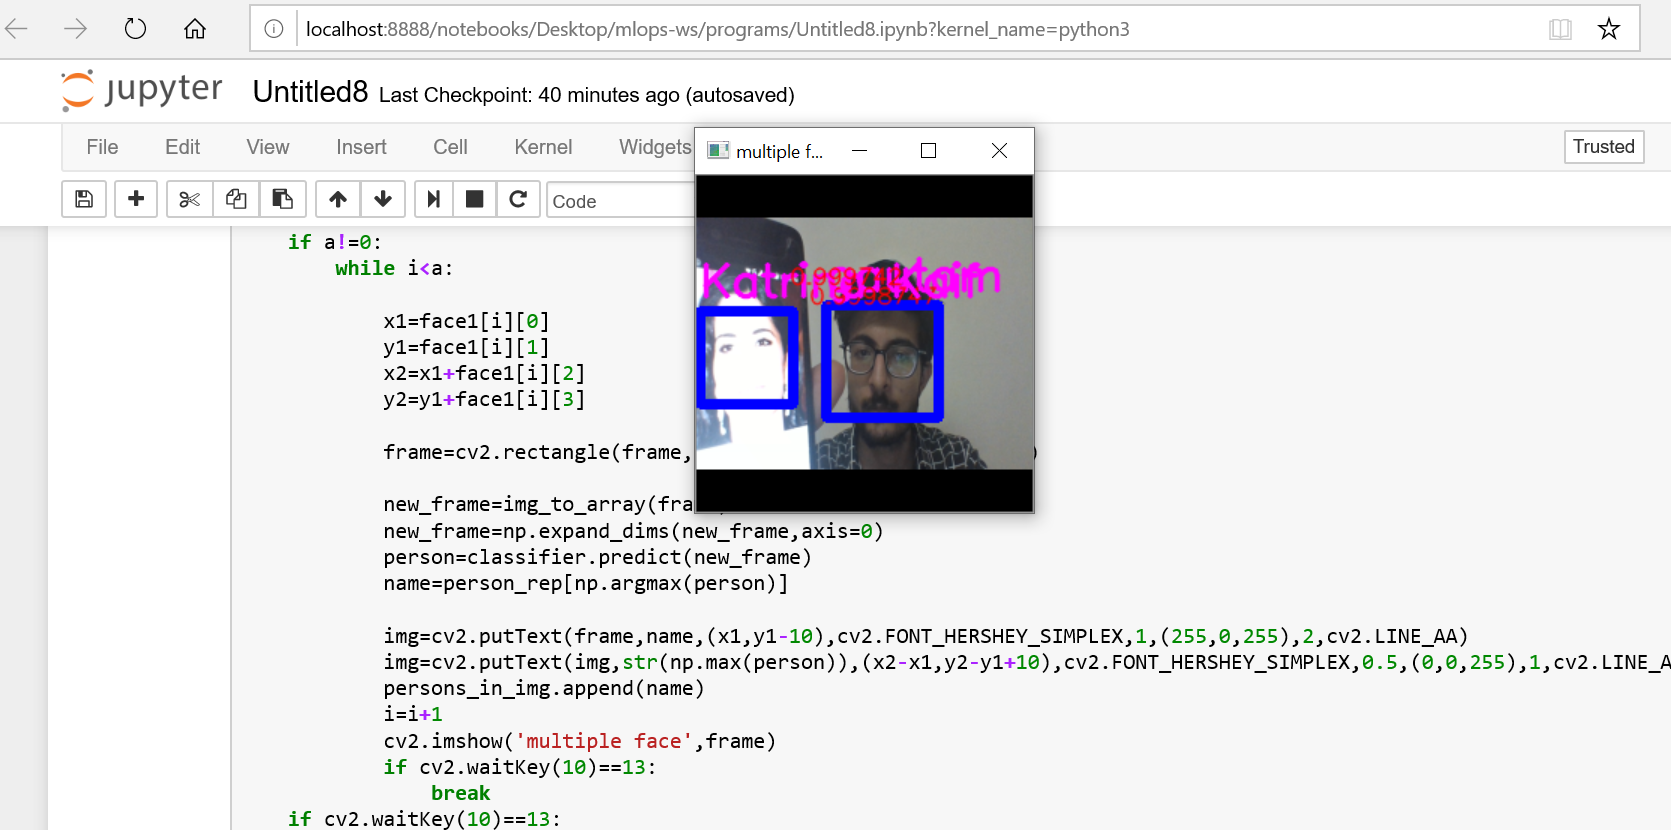 localhost:8888/notebooks/Desktop/mlops-ws/programs/Untitled8.ipynb?kernel_name=python3
jupyter Untitled8 Last Checkpoint: 40 minutes ago (autosaved)
File Edit View Insert Cell Kernel Widgets Trusted
Code
multiple f...
Katrina Kaif
if a!=0:
while i<a:
x1=face1[i][0]
y1=face1[i][1]
x2=x1+face1[i][2]
y2=y1+face1[i][3]
frame=cv2.rectangle(frame, )
new_frame=img_to_array(fra
new_frame=np.expand_dims(new_frame,axis=0)
person=classifier.predict(new_frame)
name=person_rep[np.argmax(person)]
img=cv2.putText(frame,name,(x1,y1-10),cv2.FONT_HERSHEY_SIMPLEX,1,(255,0,255),2,cv2.LINE_AA)
img=cv2.putText(img,str(np.max(person)),(x2-x1,y2-y1+10),cv2.FONT_HERSHEY_SIMPLEX,0.5,(0,0,255),1,cv2.LINE_A
persons_in_img.append(name)
i=i+1
cv2.imshow('multiple face',frame)
if cv2.waitKey(10)==13:
break
if cv2.waitKey(10)==13: